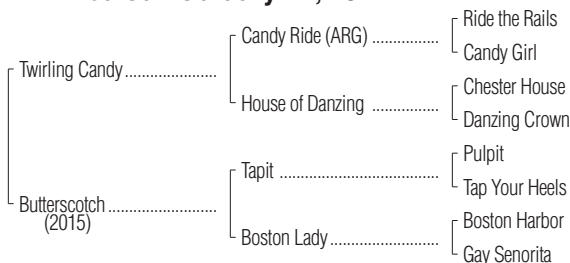 Ride the Rails
Candy Ride (ARG) ................
Candy Girl
Twirling Candy ......................
Chester House
House of Danzing ................
Danzing Crown
Pulpit
Tapit ......................................
Tap Your Heels
Butterscotch ..........................
(2015)
Boston Harbor
Boston Lady ..........................
Gay Senorita